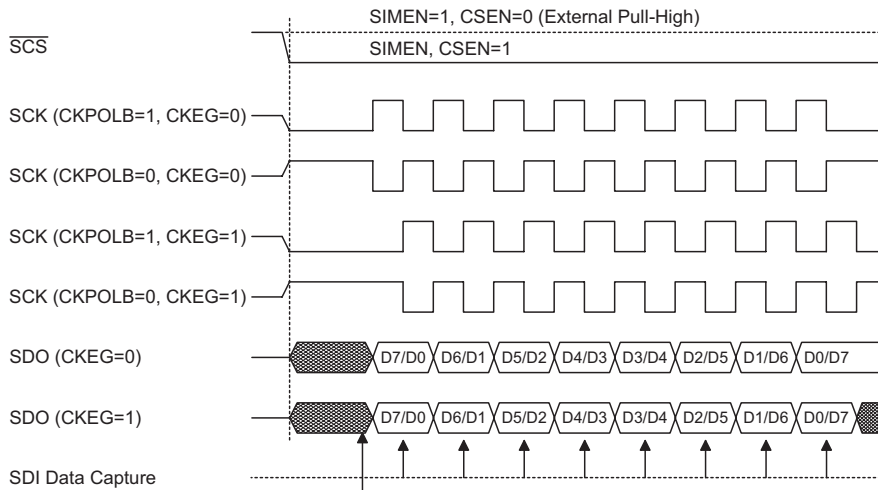 SIMEN=1, CSEN=0 (External Pull-High)
SCS
SIMEN, CSEN=1
SCK (CKPOLB=1, CKEG=0)
SCK (CKPOLB=0, CKEG=0)
SCK (CKPOLB=1, CKEG=1)
SCK (CKPOLB=0, CKEG=1)
SDO (CKEG=0) D7/D0 D6/D1 D5/D2 D4/D3 D3/D4 D2/D5 D1/D6 D0/D7
SDO (CKEG=1) D7/D0 D6/D1 D5/D2 D4/D3 D3/D4 D2/D5 D1/D6 D0/D7
SDI Data Capture